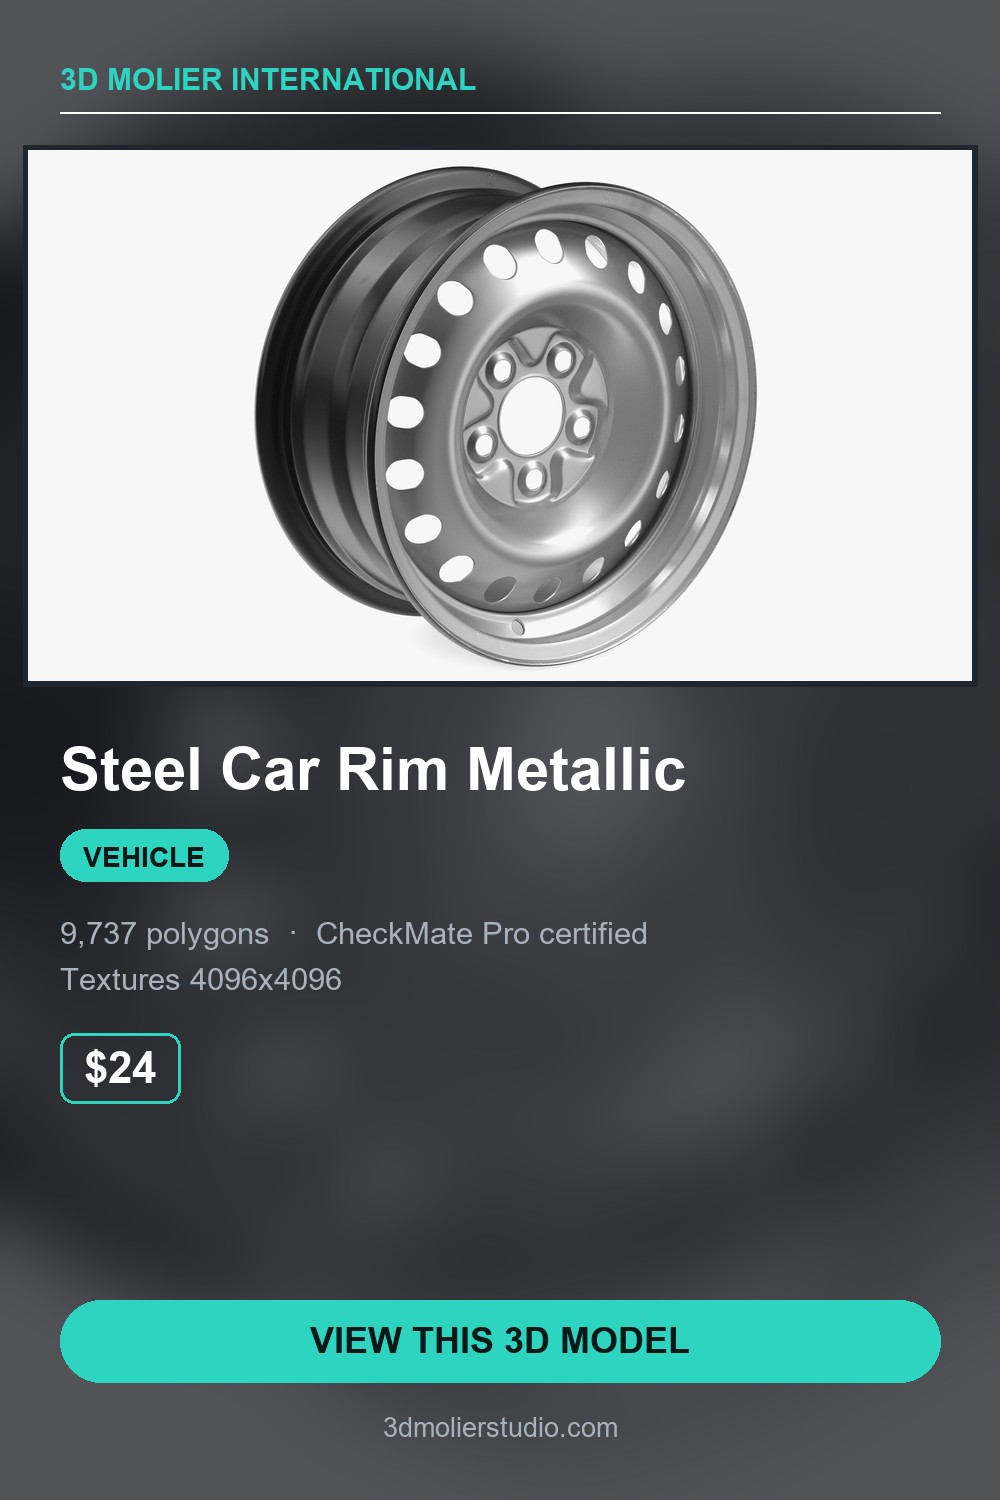 3D MOLIER INTERNATIONAL
Steel Car Rim Metallic
VEHICLE
9,737 polygons · CheckMate Pro certified
Textures 4096x4096
$24
VIEW THIS 3D MODEL
3dmolierstudio.com